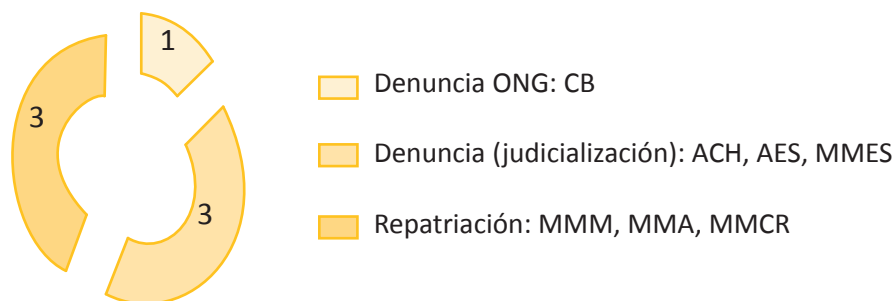 1
3
3
Denuncia ONG: CB
Denuncia (judicialización): ACH, AES, MMES
Repatriación: MMM, MMA, MMCR